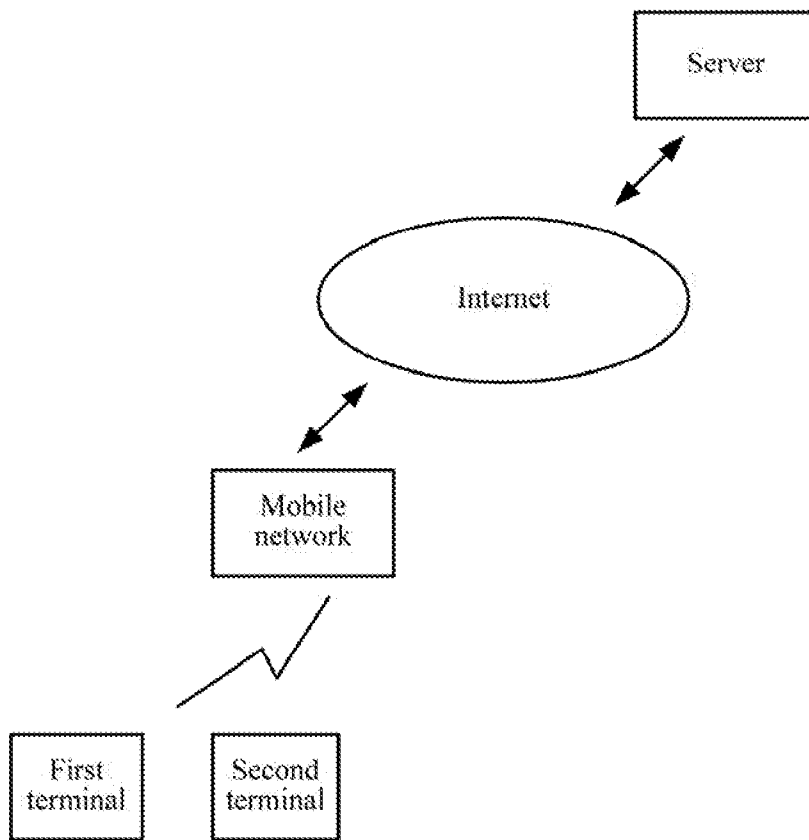 Server
Internet
Mobile
network
First
terminal
Second
terminal